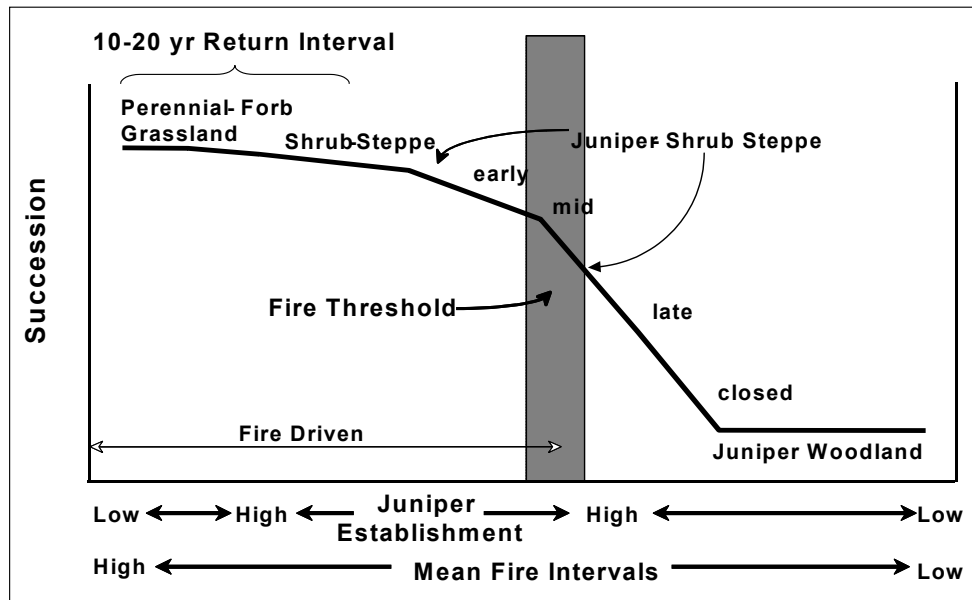 10-20 yr Return Interval
Perennial- Forb
Grassland
Shrub-Steppe
Juniper- Shrub Steppe
early
mid
Fire Threshold
late
closed
Fire Driven
Juniper Woodland
Succession
Low High Juniper High Low
Establishment
High Mean Fire Intervals Low